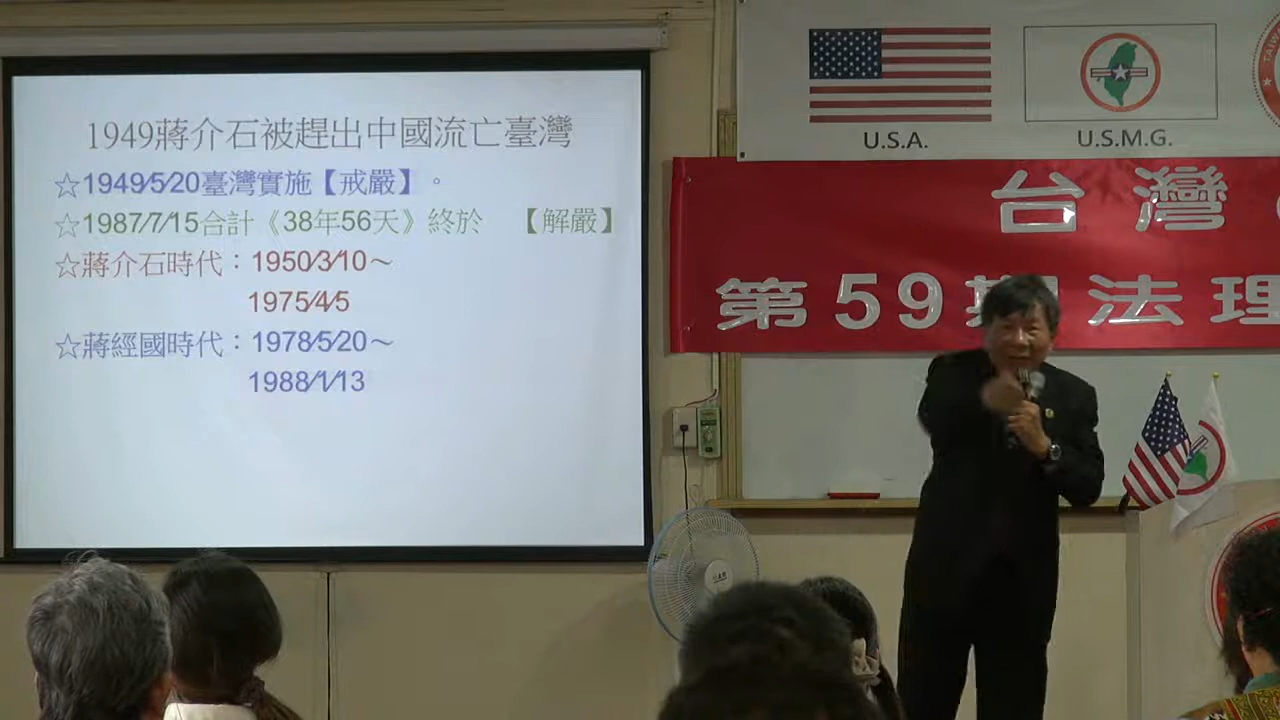 1949蔣介石被趕出中國流亡臺灣
☆1949/5/20臺灣實施【戒嚴】。
☆1987/7/15合計《38年56天》終於 【解嚴】
☆蔣介石時代：1950/3/10～
1975/4/5
☆蔣經國時代：1978/5/20～
1988/1/13
U.S.A.
U.S.M.G.
台灣
第59期法理